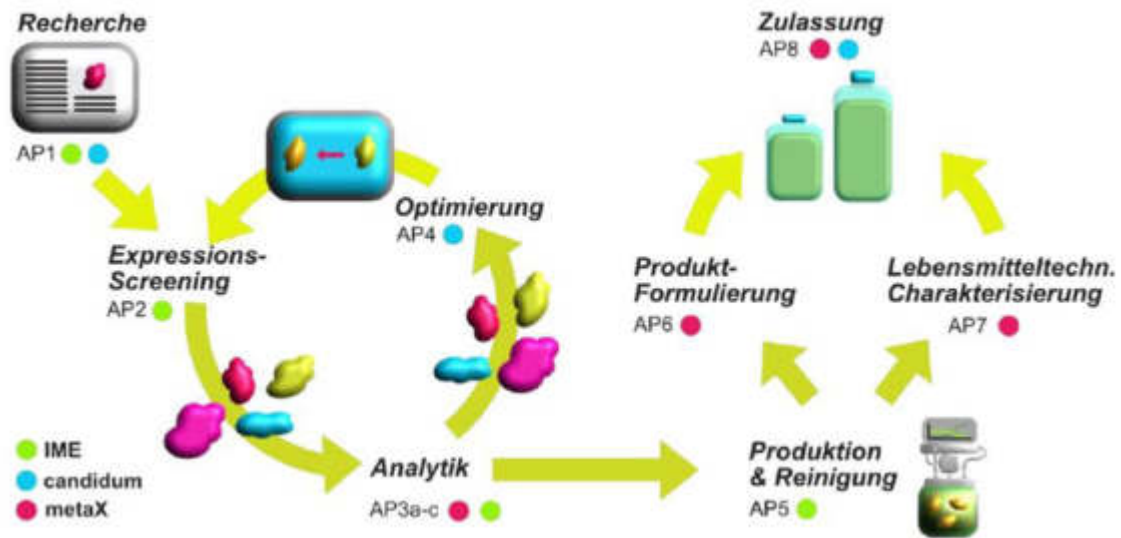 Recherche
AP1
Zulassung
AP8
Optimierung
AP4
Expressions-
Screening
AP2
Produkt-
Formulierung
AP6
Lebensmitteltechn.
Charakterisierung
AP7
IME
candidum
metaX
Analytik
AP3a-c
Produktion
& Reinigung
AP5